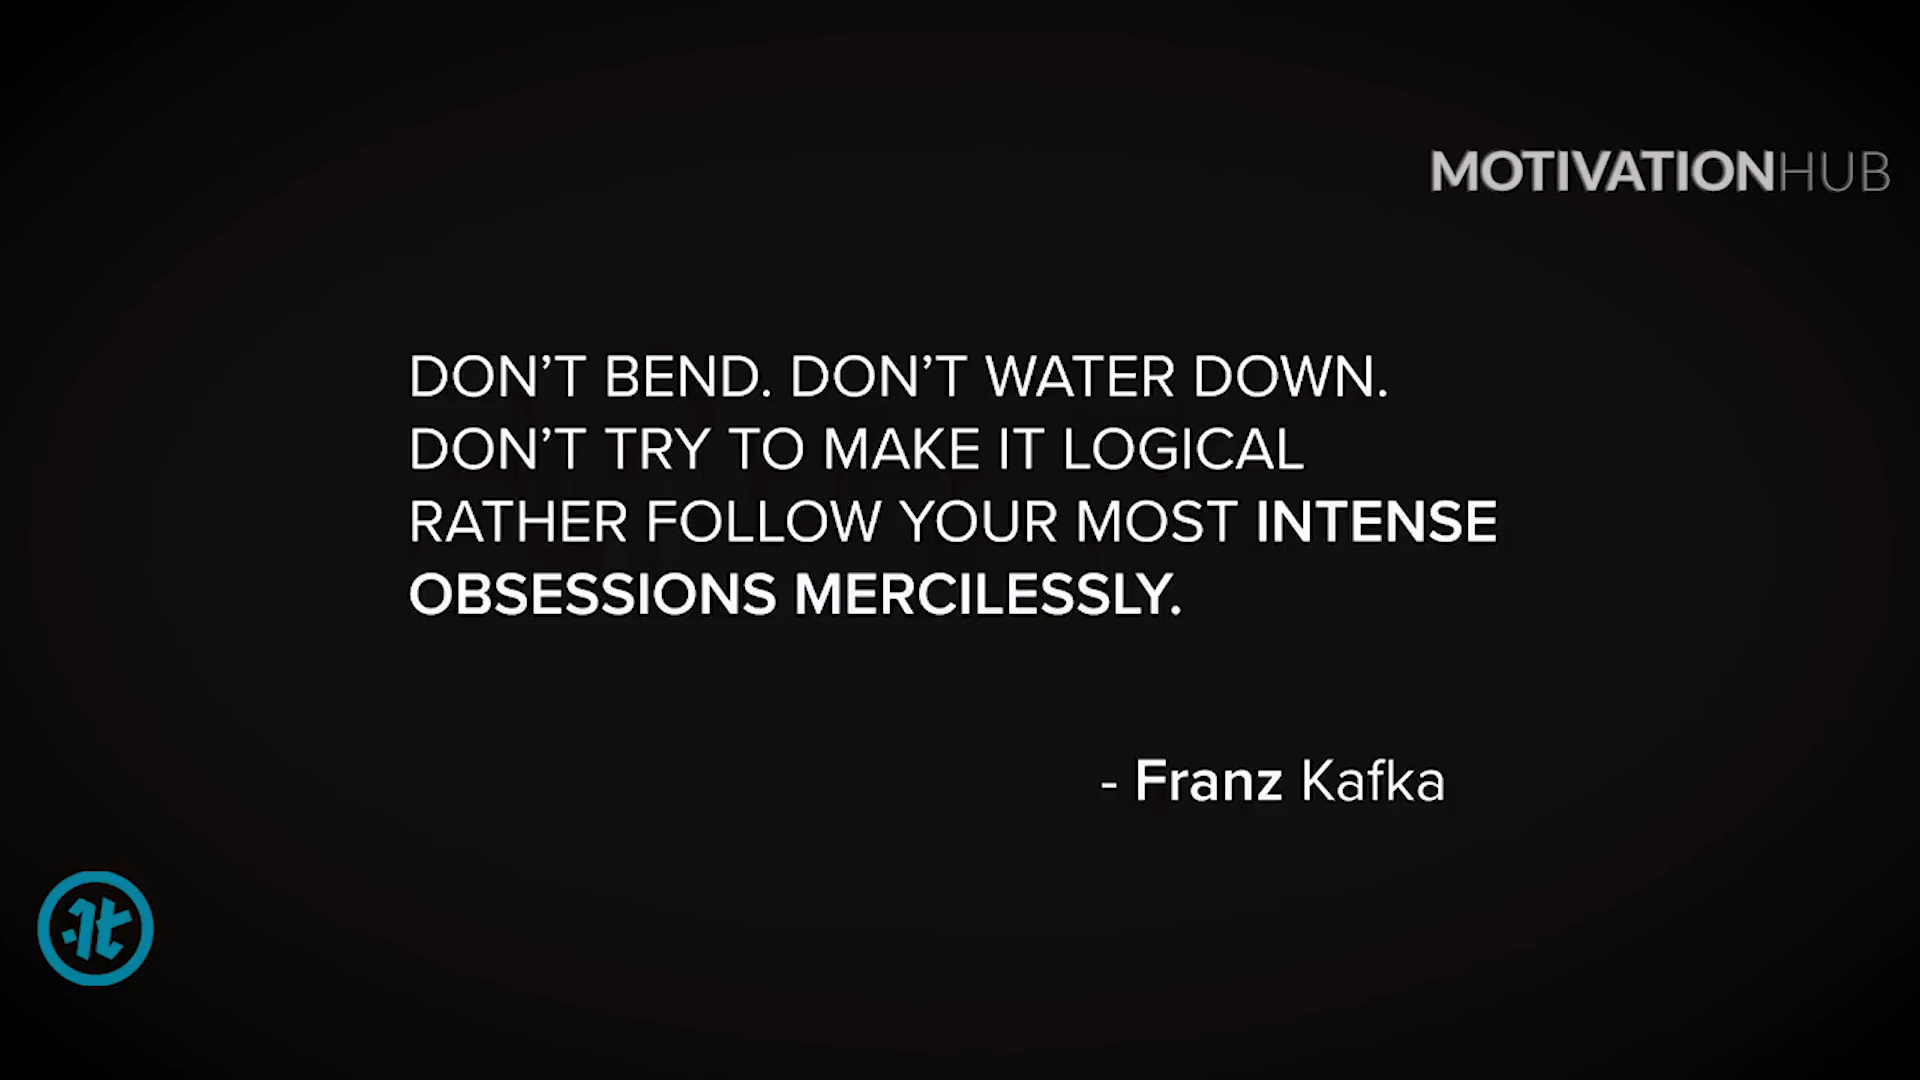 MOTIVATIONHUB
DON’T BEND. DON’T WATER DOWN.
DON’T TRY TO MAKE IT LOGICAL
RATHER FOLLOW YOUR MOST INTENSE
OBSESSIONS MERCILESSLY.
- Franz Kafka